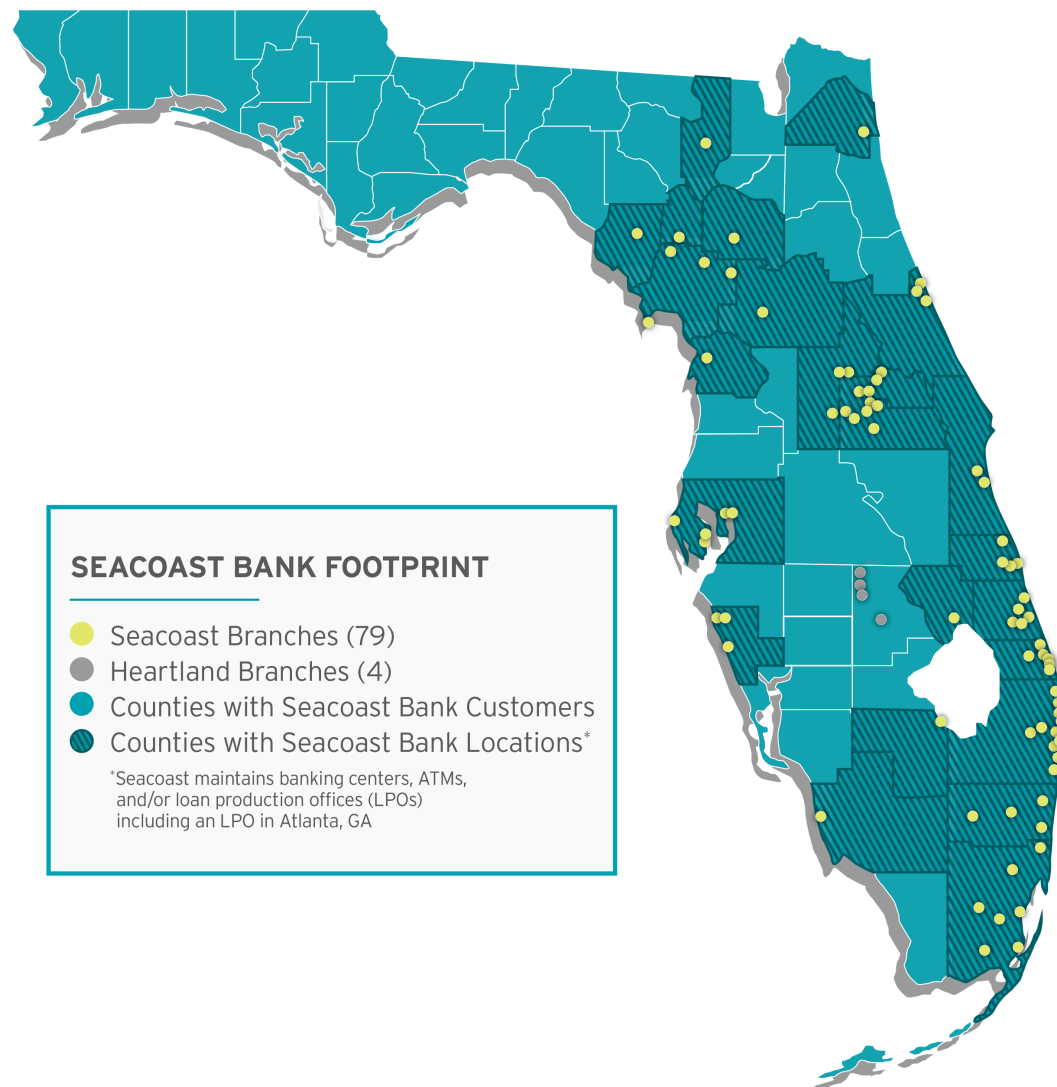 SEACOAST BANK FOOTPRINT
Seacoast Branches (79)
Heartland Branches (4)
Counties with Seacoast Bank Customers
Counties with Seacoast Bank Locations*
*Seacoast maintains banking centers, ATMs,
and/or loan production offices (LPOs)
including an LPO in Atlanta, GA